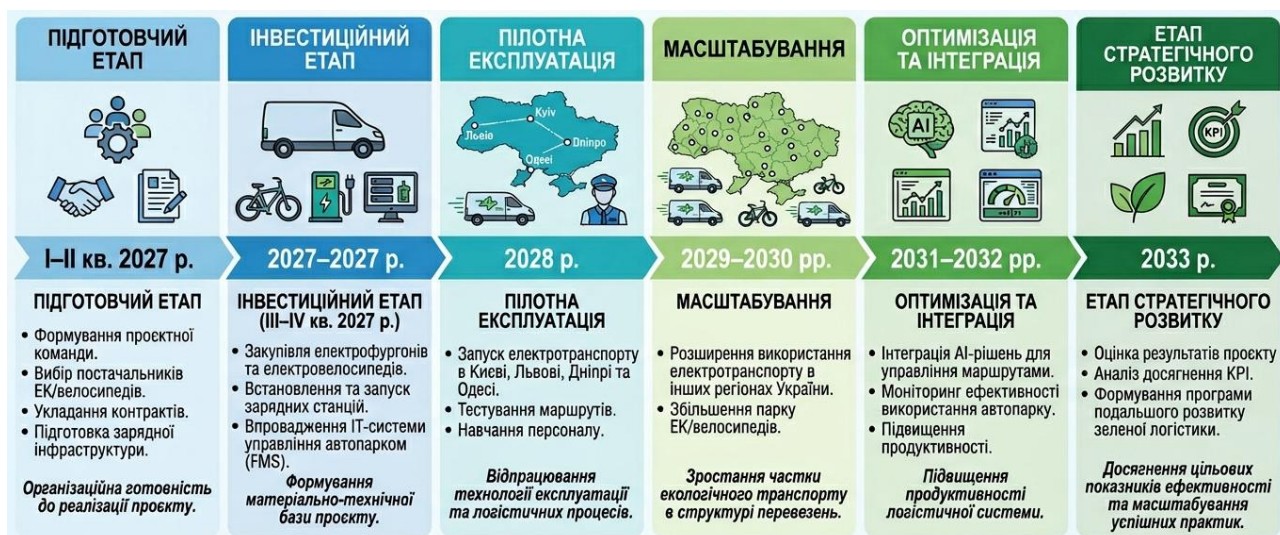 ПІДГОТОВЧИЙ
ЕТАП
ІНВЕСТИЦІЙНИЙ
ЕТАП
ПІЛОТНА
ЕКСПЛУАТАЦІЯ
МАСШТАБУВАННЯ
ОПТИМІЗАЦІЯ
ТА ІНТЕГРАЦІЯ
ЕТАП
СТРАТЕГІЧНОГО
РОЗВИТКУ
Kyiv
Львіо
Dninpo
Одееі
AI
KPI
I–II кв. 2027 р.
2027–2027 р.
2028 р.
2029–2030 рр.
2031–2032 рр.
2033 р.
ПІДГОТОВЧИЙ ЕТАП
• Формування проєктної
команди.
• Вибір постачальників
ЕК/велосипедів.
• Укладання контрактів.
• Підготовка зарядної
інфраструктури.
Організаційна готовність
до реалізації проєкту.
ІНВЕСТИЦІЙНИЙ ЕТАП
(III–IV кв. 2027 р.)
• Закупівля електрофургонів
та електровелосипедів.
• Встановлення та запуск
зарядних станцій.
• Впровадження ІТ-системи
управління автопарком
(FMS).
Формування
матеріально-технічної
бази проєкту.
ПІЛОТНА
ЕКСПЛУАТАЦІЯ
• Запуск електротранспорту
в Києві, Львові, Дніпрі та
Одесі.
• Тестування маршрутів.
• Навчання персоналу.
Відпрацювання
технології експлуатації
та логістичних процесів.
МАСШТАБУВАННЯ
• Розширення використання
електротранспорту в
інших регіонах України.
• Збільшення парку
ЕК/велосипедів.
Зростання частки
екологічного транспорту
в структурі перевезень.
ОПТИМІЗАЦІЯ ТА
ІНТЕГРАЦІЯ
• Інтеграція AI-рішень для
управління маршрутами.
• Моніторинг ефективності
використання автопарку.
• Підвищення
продуктивності.
Підвищення
продуктивності
логістичної системи.
ЕТАП СТРАТЕГІЧНОГО
РОЗВИТКУ
• Оцінка результатів проєкту
• Аналіз досягнення KPI.
• Формування програми
подальшого розвитку
зеленої логістики.
Досягнення цільових
показників ефективності
та масштабування
успішних практик.